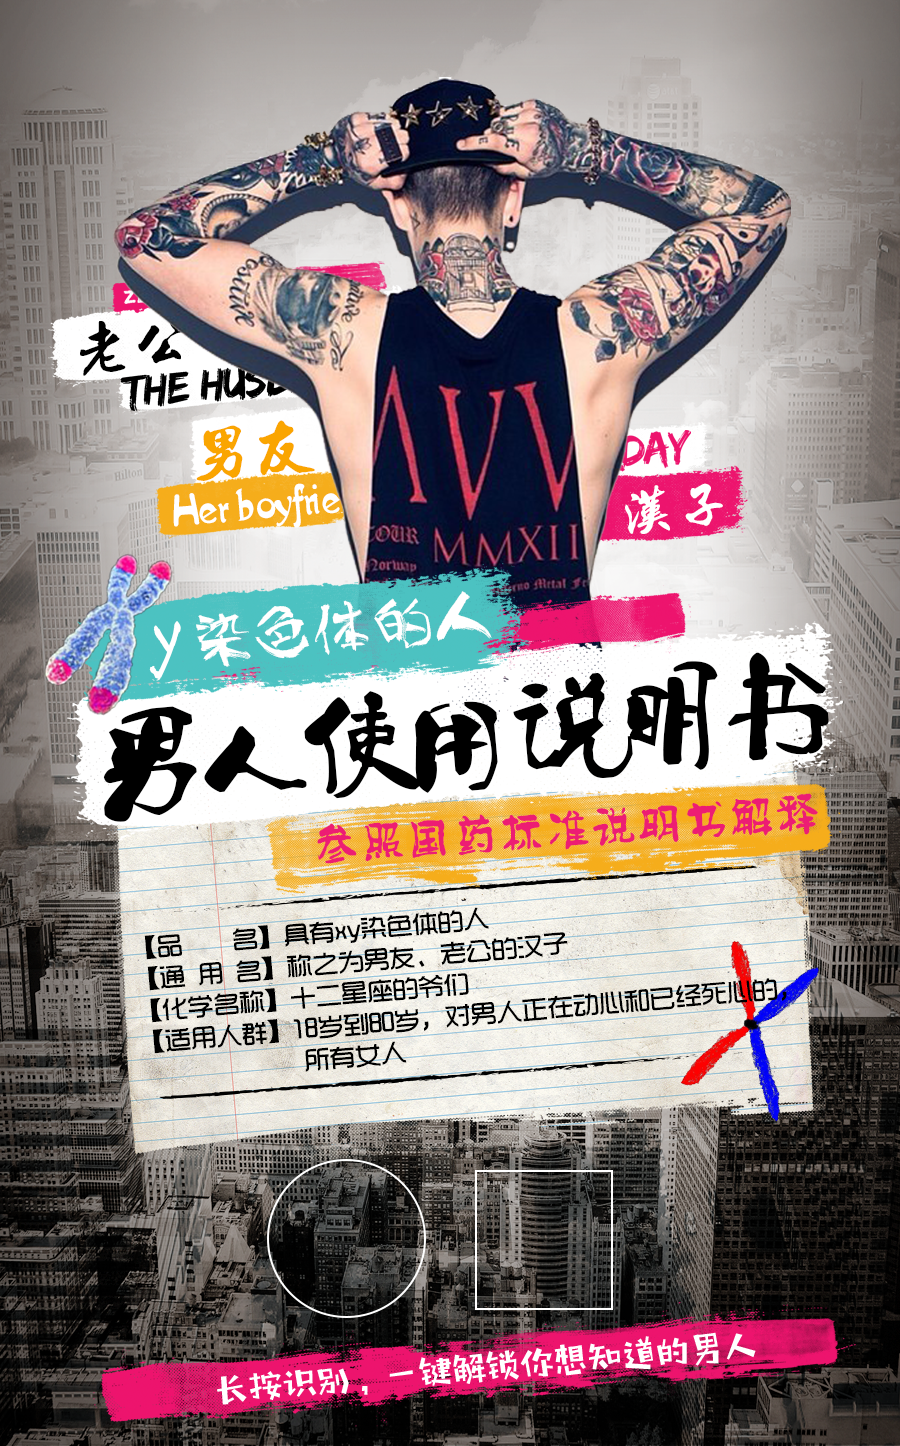 老公
THE HUSB
男友
DAY
Her boyfrie
漢子
AVV
TOUR
MMXII
Norway
Metal Fe
y染色体的人
男人使用说明书
参照国药标准说明书解释
【品 名】具有xy染色体的人
【通 用 名】称之为男友、老公的汉子
【化学名称】十二星座的爷们
【适用人群】18岁到80岁，对男人正在动心和已经死心的，
所有女人
长按识别，一键解锁你想知道的男人